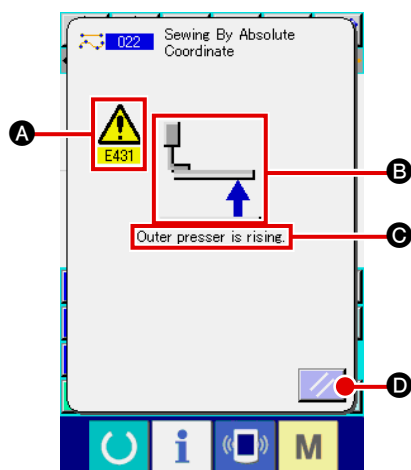 022 Sewing By Absolute
Coordinate
A
E431
B
Outer presser is rising.
C
D
i
M